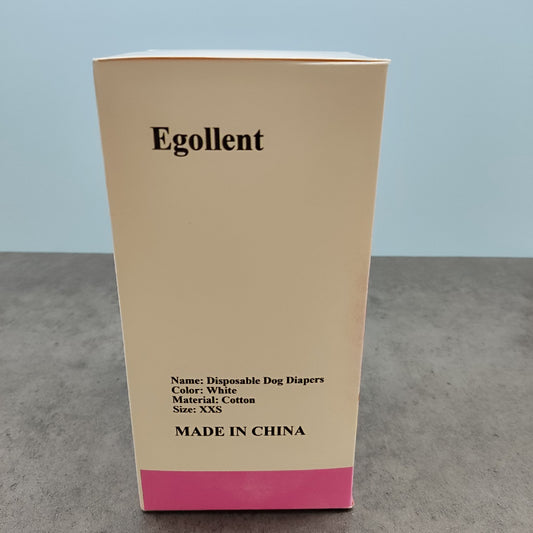 Egollent
Name: Disposable Dog Diapers
Color: White
Material: Cotton
Size: XXS
MADE IN CHINA